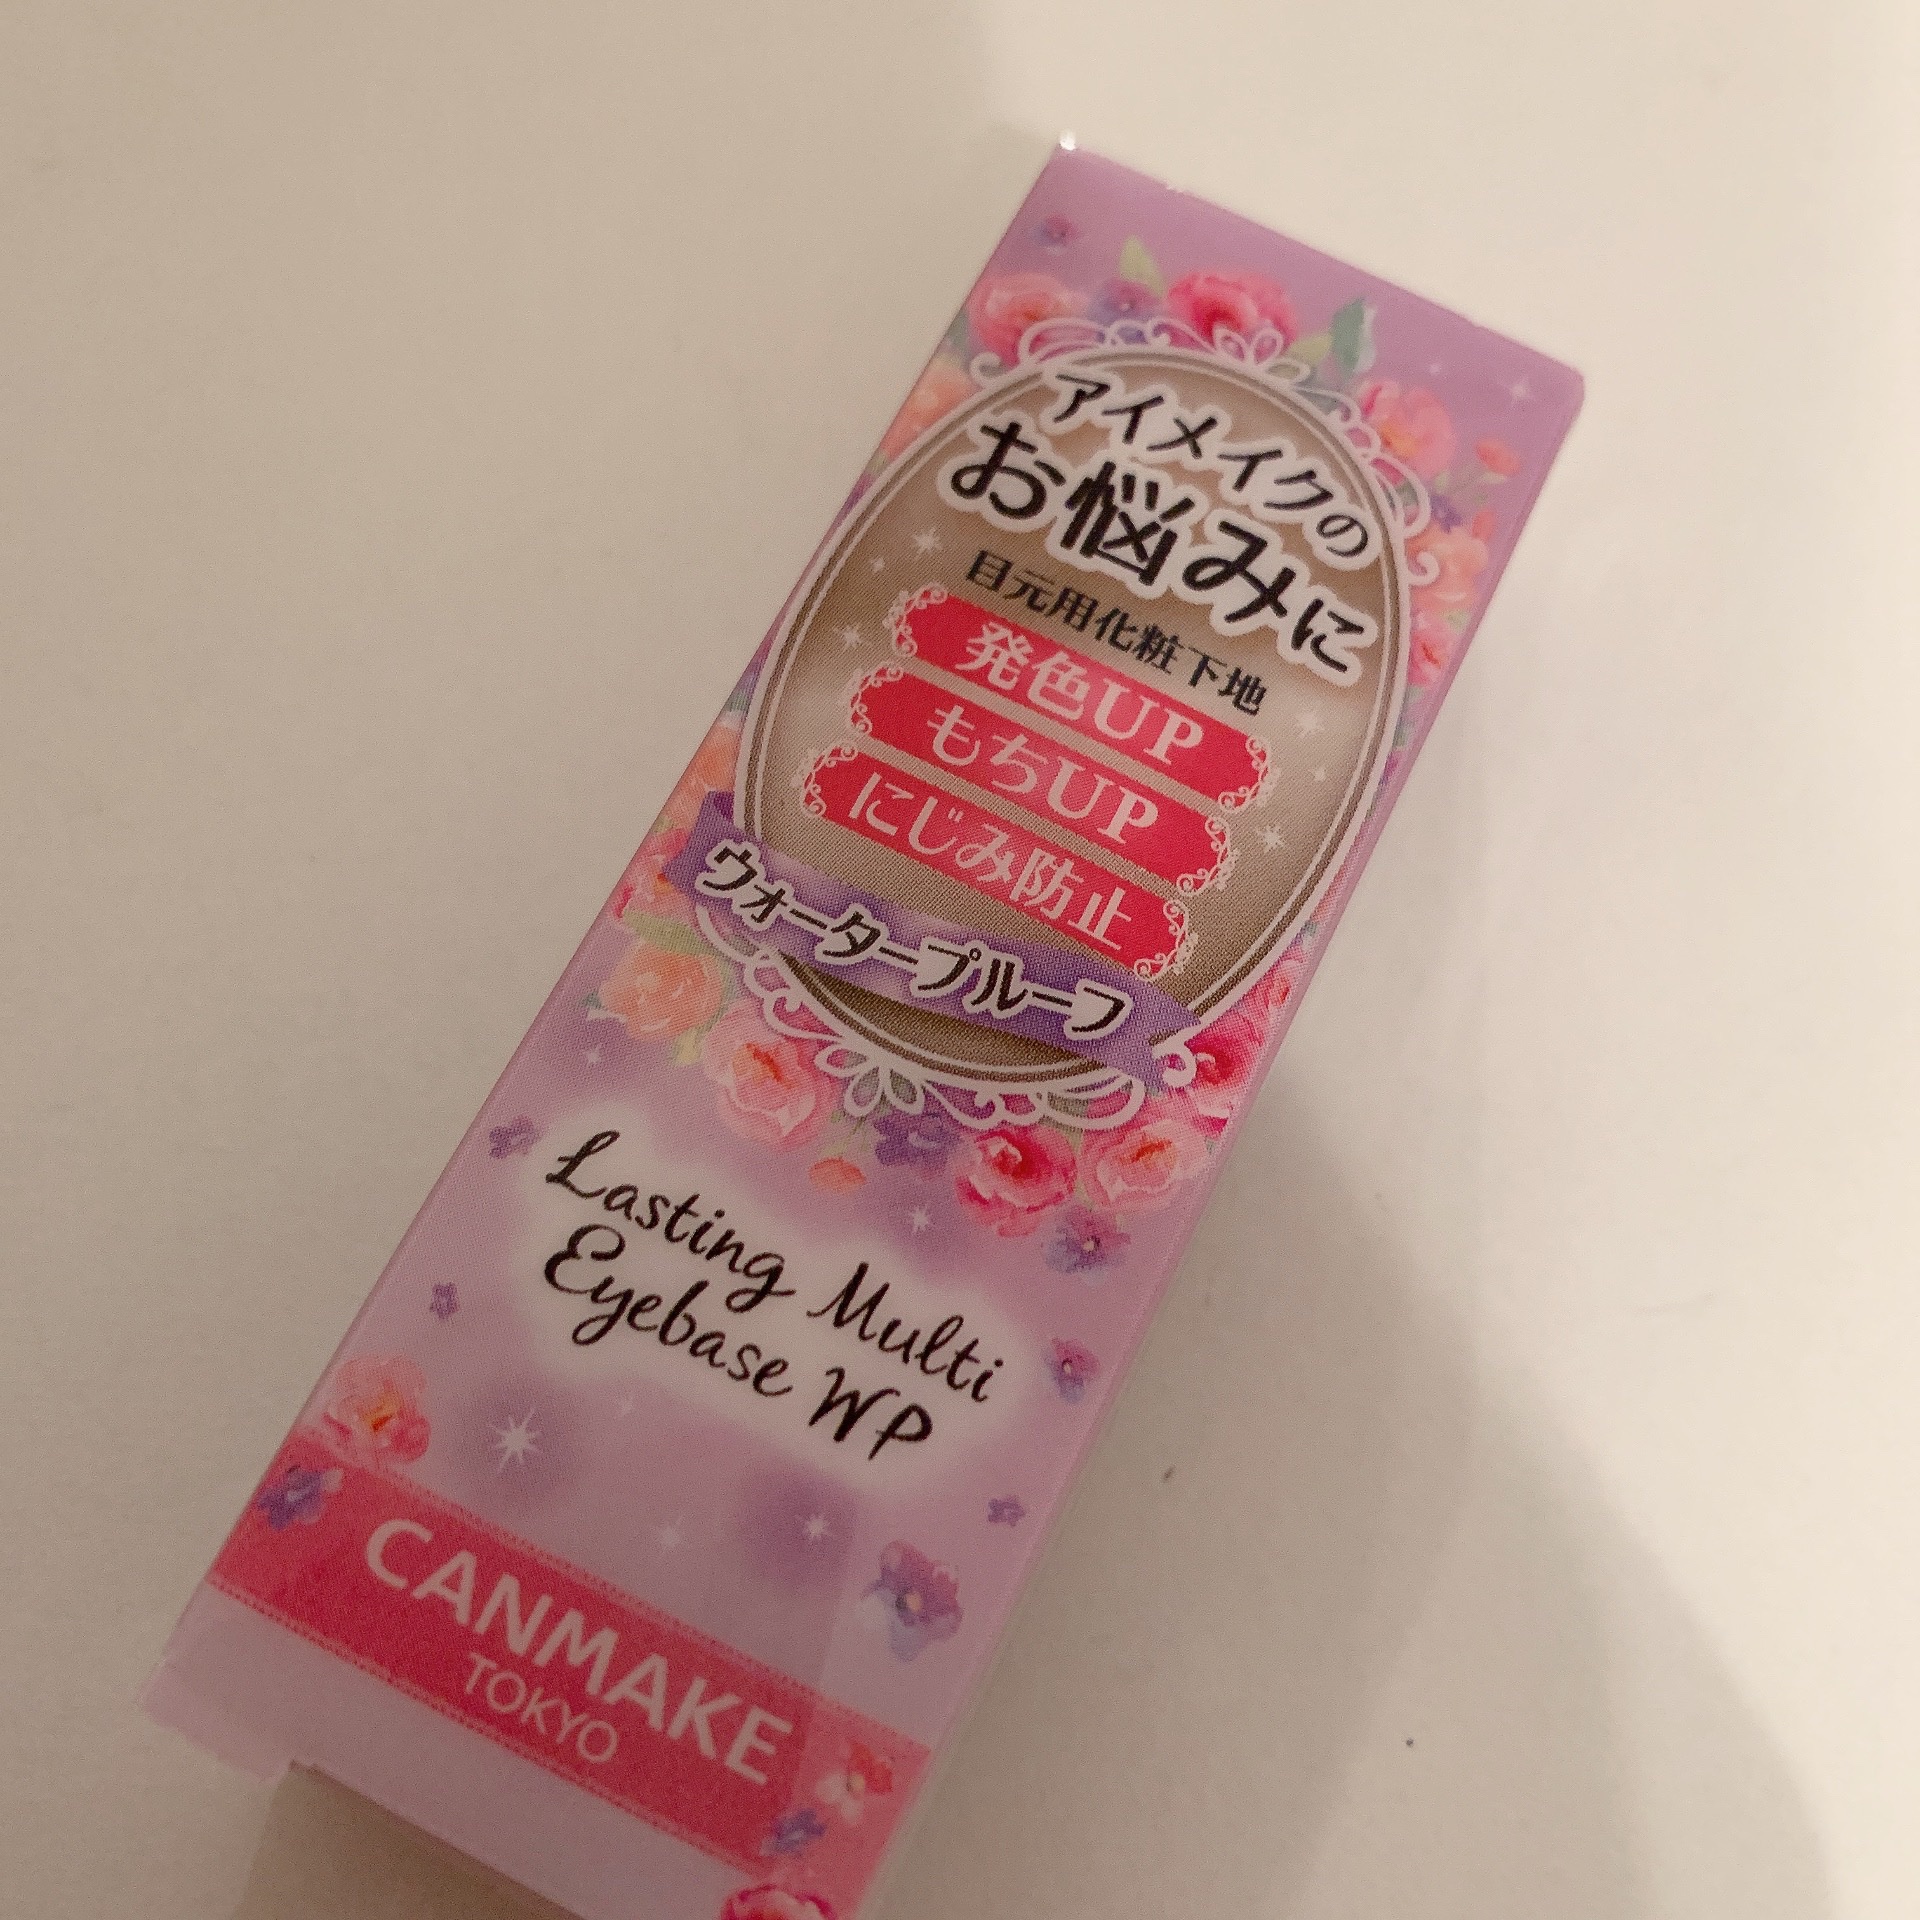 アイメイクの
お悩みに
目元用化粧下地
発色UP
もちUP
にじみ防止
ウォータープルーフ
Lasting Multi
Eyebase WP
CANMAKE
TOKYO